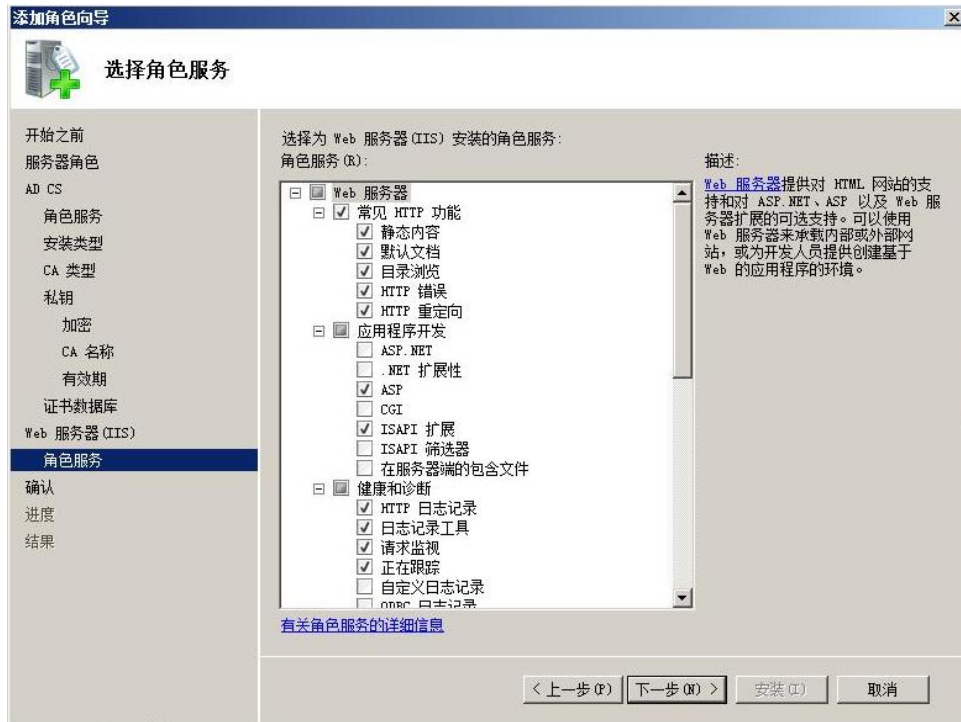 添加角色向导
选择角色服务
开始之前
服务器角色
AD CS
角色服务
安装类型
CA 类型
私钥
加密
CA 名称
有效期
证书数据库
Web 服务器(IIS)
角色服务
确认
进度
结果
选择为 Web 服务器(IIS) 安装的角色服务:
角色服务(R):
Web 服务器
常见 HTTP 功能
静态内容
默认文档
目录浏览
HTTP 错误
HTTP 重定向
应用程序开发
ASP.NET
.NET 扩展性
ASP
CGI
ISAPI 扩展
ISAPI 筛选器
在服务器端的包含文件
健康和诊断
HTTP 日志记录
日志记录工具
请求监视
正在跟踪
自定义日志记录
ODBC 日志记录
有关角色服务的详细信息
描述:
Web 服务器提供对 HTML 网站的支
持和对 ASP.NET、ASP 以及 Web 服
务器扩展的可选支持。可以使用
Web 服务器来承载内部或外部网
站，或为开发人员提供创建基于
Web 的应用程序的环境。
< 上一步(P)
下一步(N) >
安装(I)
取消